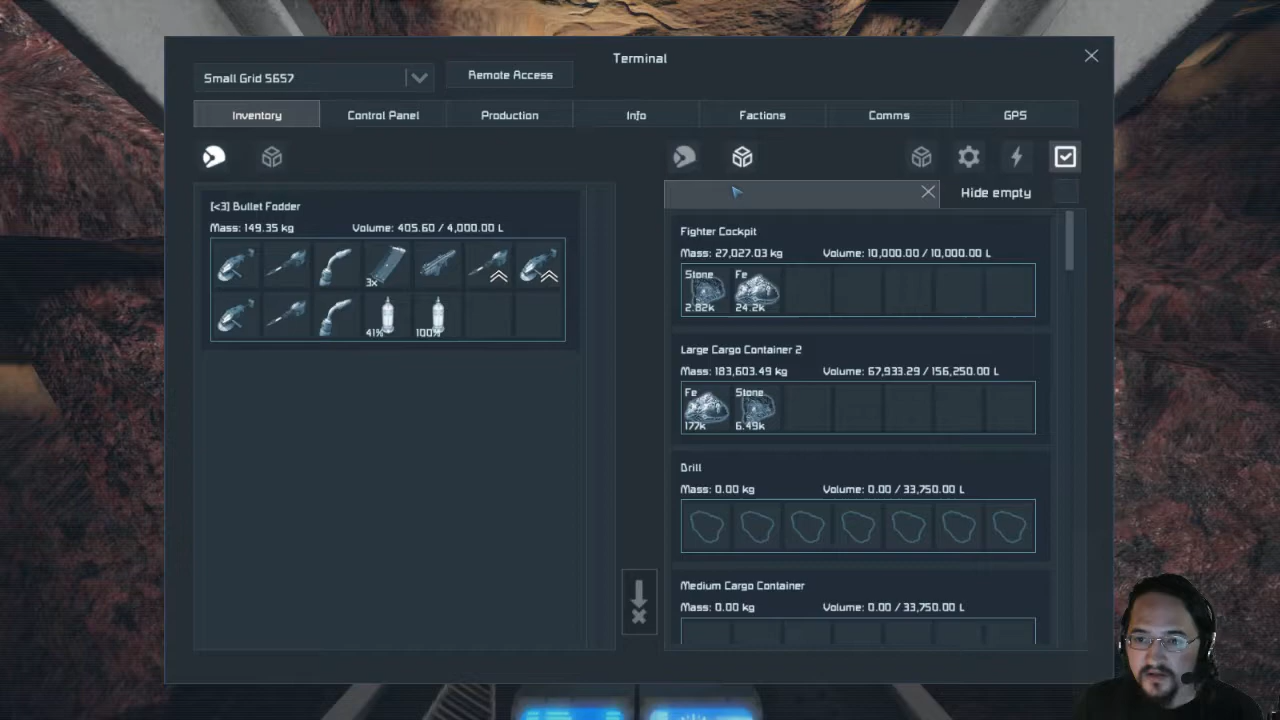 Terminal
Small Grid 5657
Remote Access
Inventory
Control Panel
Production
Info
Factions
Comms
GPS
Hide empty
[<3] Bullet Fodder
Mass: 149.35 kg
Volume: 405.60 / 4,000.00 L
3x
41%
100%
Fighter Cockpit
Mass: 27,027.03 kg
Volume: 10,000.00 / 10,000.00 L
Stone
Fe
2.82k
24.2k
Large Cargo Container 2
Mass: 183,603.49 kg
Volume: 67,933.29 / 156,250.00 L
Fe
Stone
177k
6.49k
Drill
Mass: 0.00 kg
Volume: 0.00 / 33,750.00 L
Medium Cargo Container
Mass: 0.00 kg
Volume: 0.00 / 33,750.00 L